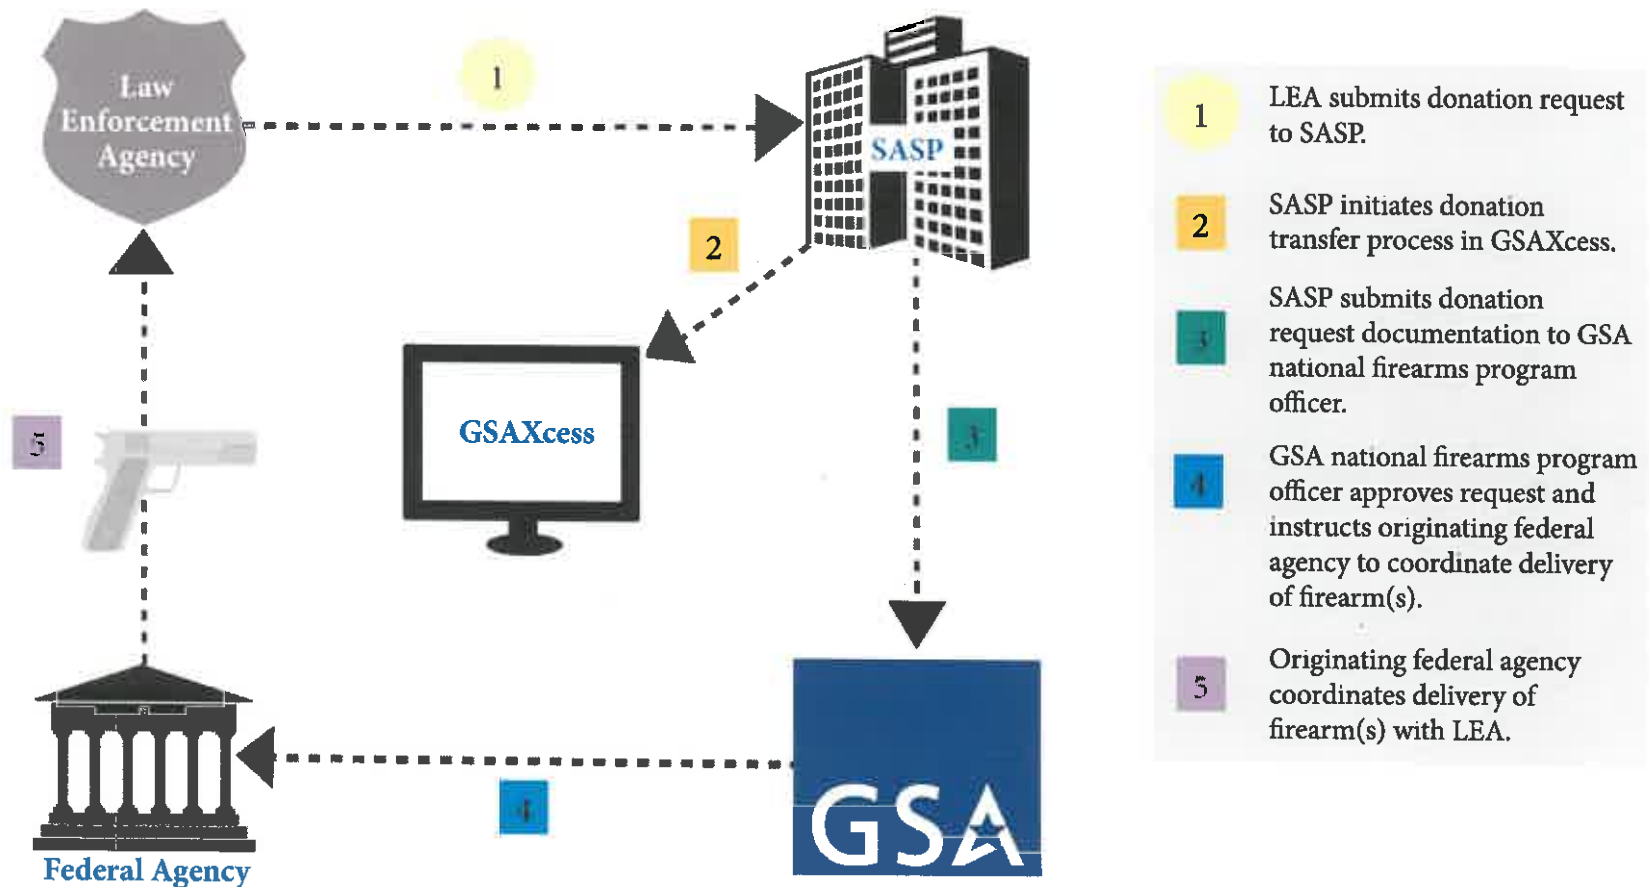 Law
Enforcement
Agency
1
SASP
2
GSAXcess
3
5
4
GSA
Federal Agency
1
LEA submits donation request
to SASP.
2
SASP initiates donation
transfer process in GSAXcess.
3
SASP submits donation
request documentation to GSA
national firearms program
officer.
4
GSA national firearms program
officer approves request and
instructs originating federal
agency to coordinate delivery
of firearm(s).
5
Originating federal agency
coordinates delivery of
firearm(s) with LEA.